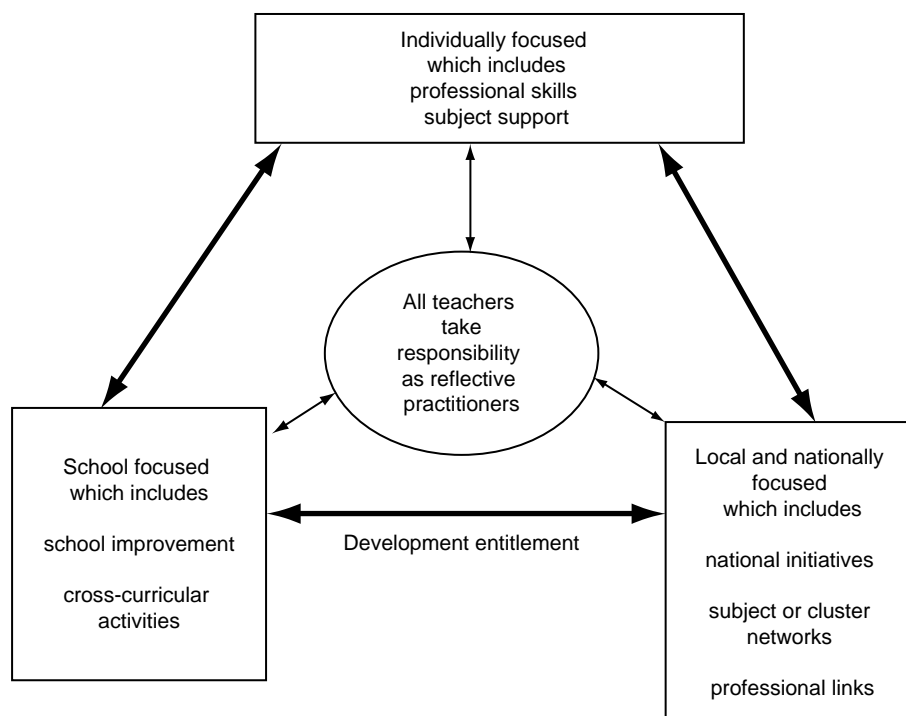 Individually focused
which includes
professional skills
subject support
All teachers
take
responsibility
as reflective
practitioners
School focused
which includes
school improvement
cross-curricular
activities
Development entitlement
Local and nationally
focused
which includes
national initiatives
subject or cluster
networks
professional links